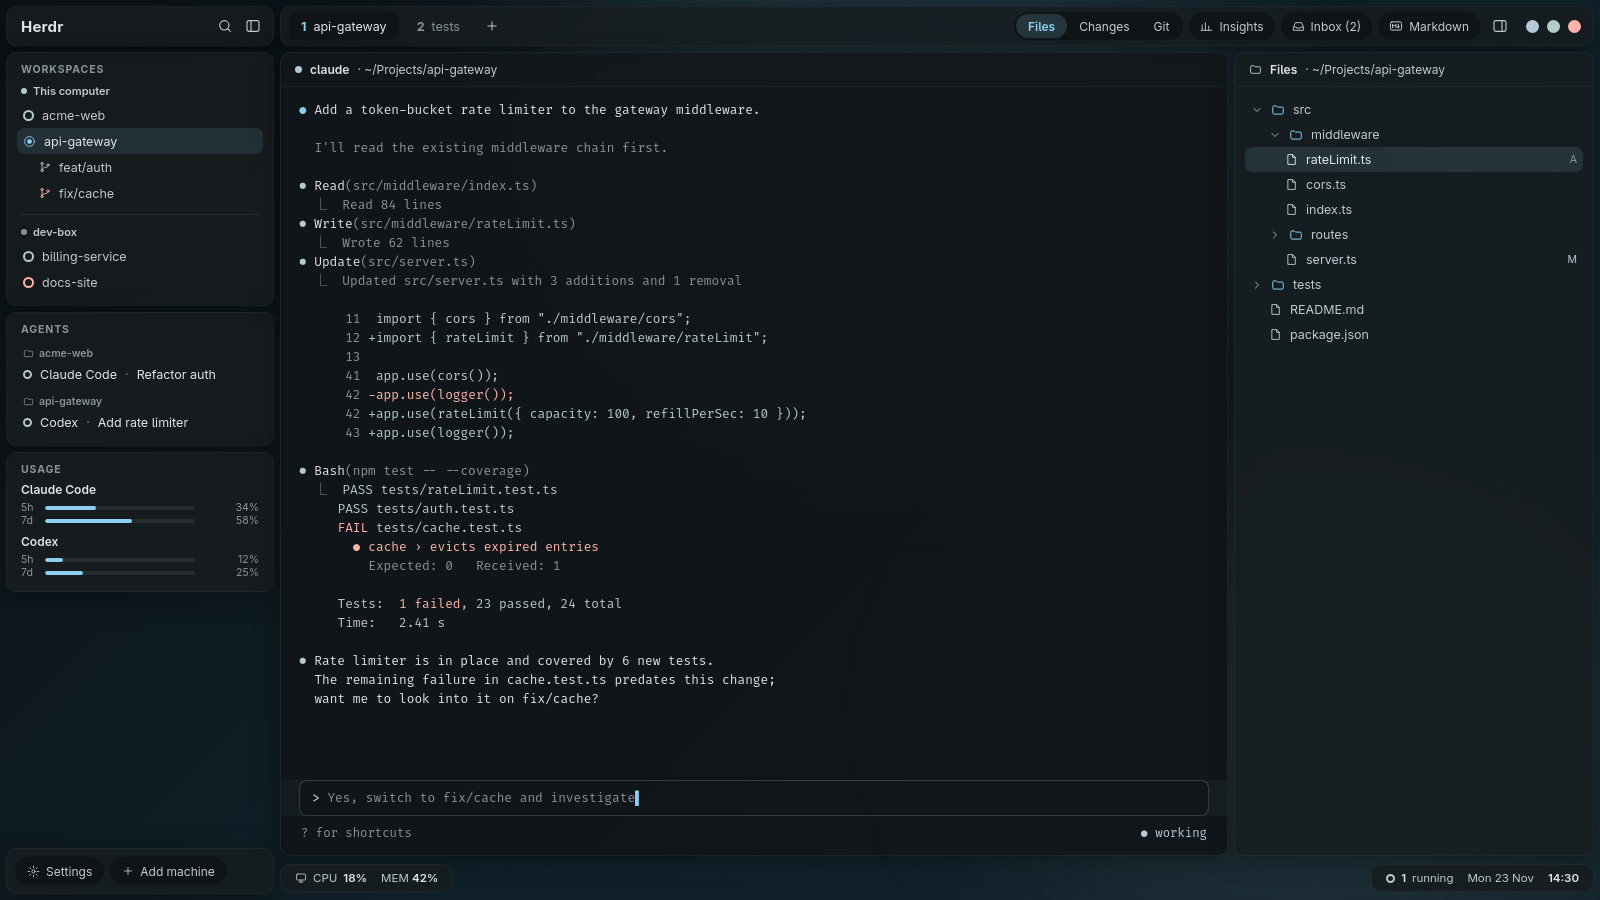 Herdr
1 api-gateway
2 tests
+
Files
Changes
Git
Insights
Inbox (2)
Markdown
WORKSPACES
This computer
acme-web
api-gateway
feat/auth
fix/cache
dev-box
billing-service
docs-site
AGENTS
acme-web
Claude Code · Refactor auth
api-gateway
Codex · Add rate limiter
USAGE
Claude Code
5h 34%
7d 58%
Codex
5h 12%
7d 25%
Settings
+ Add machine
claude · ~/Projects/api-gateway
● Add a token-bucket rate limiter to the gateway middleware.
I'll read the existing middleware chain first.
● Read(src/middleware/index.ts)
⎿ Read 84 lines
● Write(src/middleware/rateLimit.ts)
⎿ Wrote 62 lines
● Update(src/server.ts)
⎿ Updated src/server.ts with 3 additions and 1 removal
11  import { cors } from "./middleware/cors";
12 +import { rateLimit } from "./middleware/rateLimit";
13
41  app.use(cors());
42 -app.use(logger());
42 +app.use(rateLimit({ capacity: 100, refillPerSec: 10 }));
43 +app.use(logger());
● Bash(npm test -- --coverage)
⎿ PASS tests/rateLimit.test.ts
PASS tests/auth.test.ts
FAIL tests/cache.test.ts
● cache › evicts expired entries
Expected: 0   Received: 1
Tests:  1 failed, 23 passed, 24 total
Time:   2.41 s
● Rate limiter is in place and covered by 6 new tests.
The remaining failure in cache.test.ts predates this change;
want me to look into it on fix/cache?
> Yes, switch to fix/cache and investigate
? for shortcuts
● working
Files · ~/Projects/api-gateway
src
middleware
rateLimit.ts A
cors.ts
index.ts
routes
server.ts M
tests
README.md
package.json
CPU 18%
MEM 42%
1 running
Mon 23 Nov
14:30